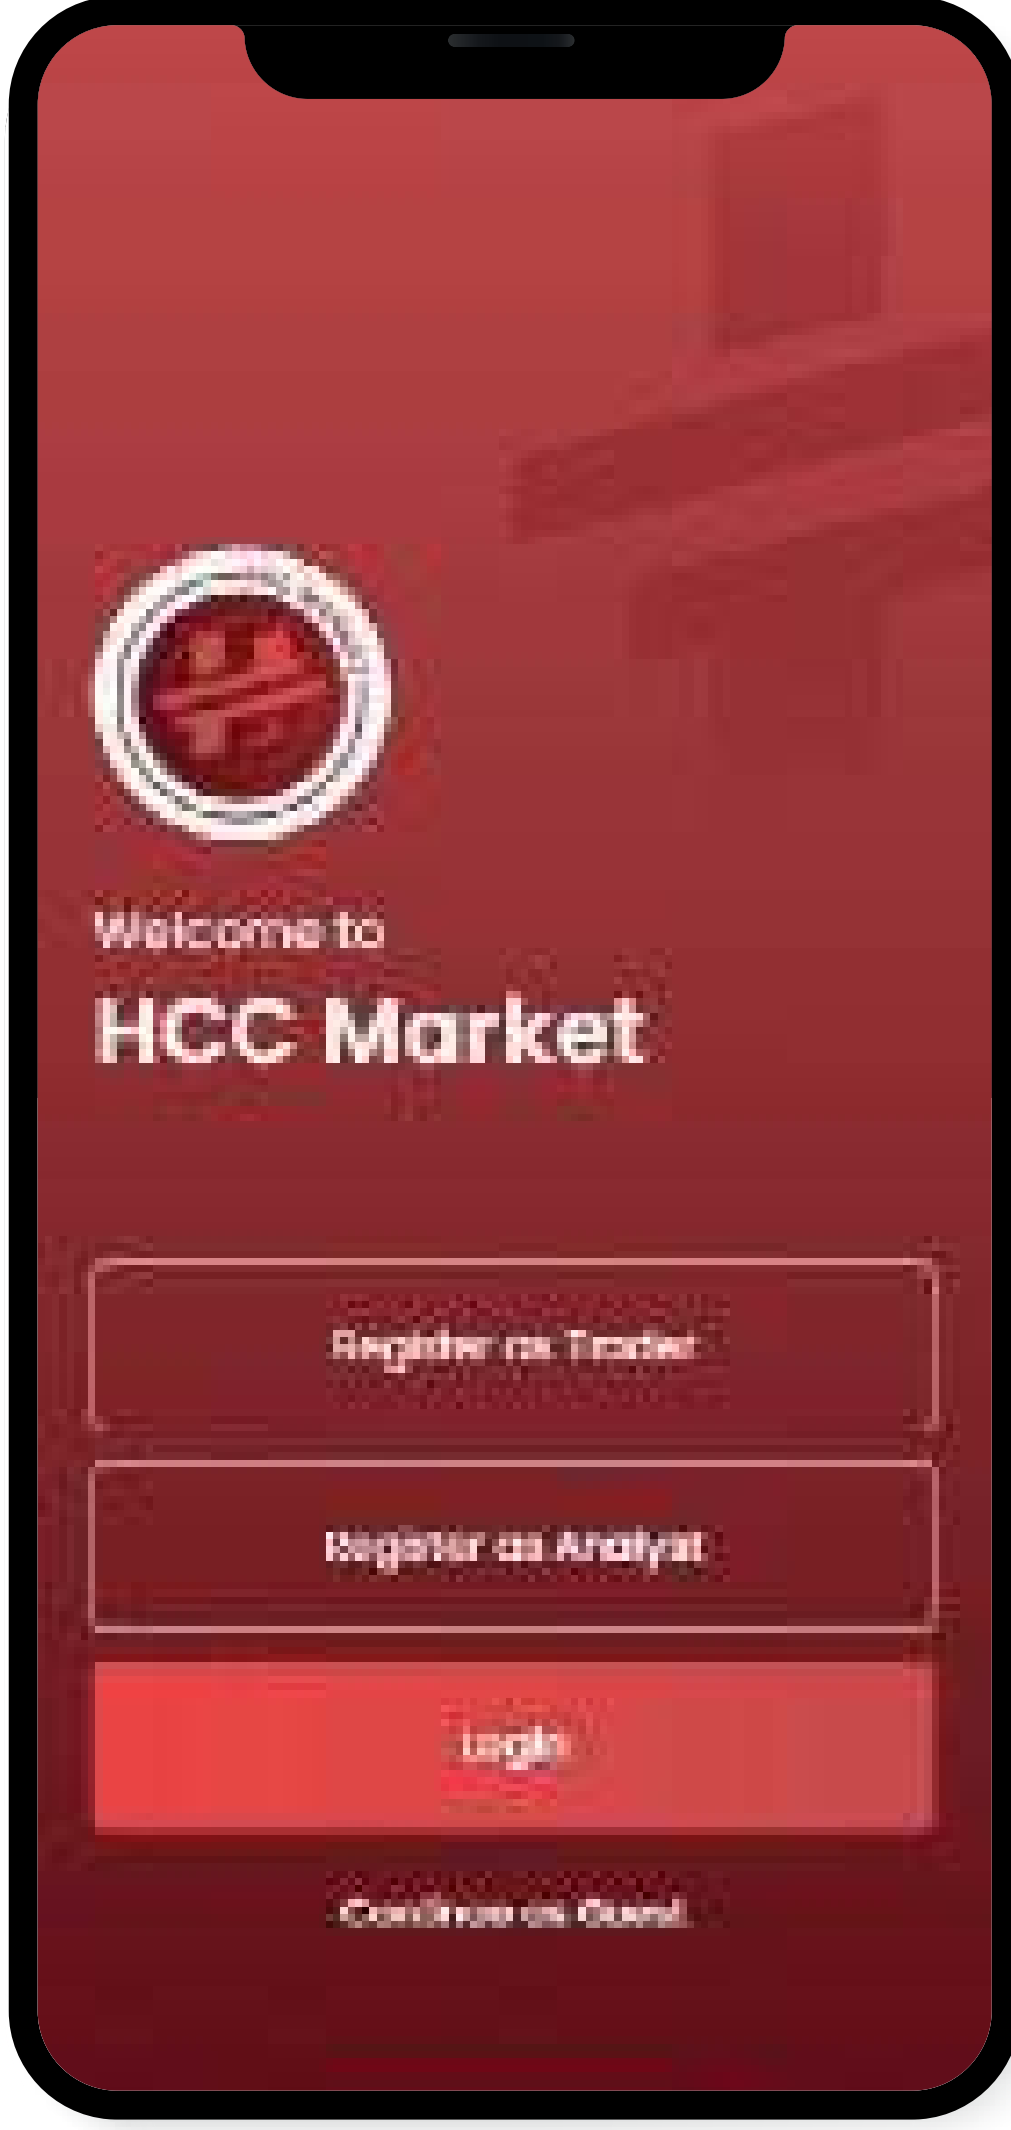 Welcome to
HCC Market
Register as Trader
Register as Analyst
Login
Continue as Guest